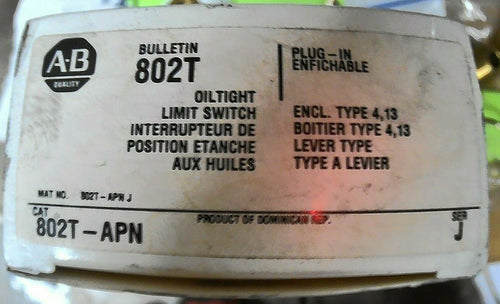 A-B
QUALITY
BULLETIN
802T
PLUG-IN
ENFICHABLE
OILTIGHT
LIMIT SWITCH
INTERRUPTEUR DE
POSITION ETANCHE
AUX HUILES
ENCL. TYPE 4,13
BOITIER TYPE 4,13
LEVER TYPE
TYPE A LEVIER
MAT NO. 802T-APN J
PRODUCT OF DOMINICAN REP.
CAT
802T-APN
SER
J